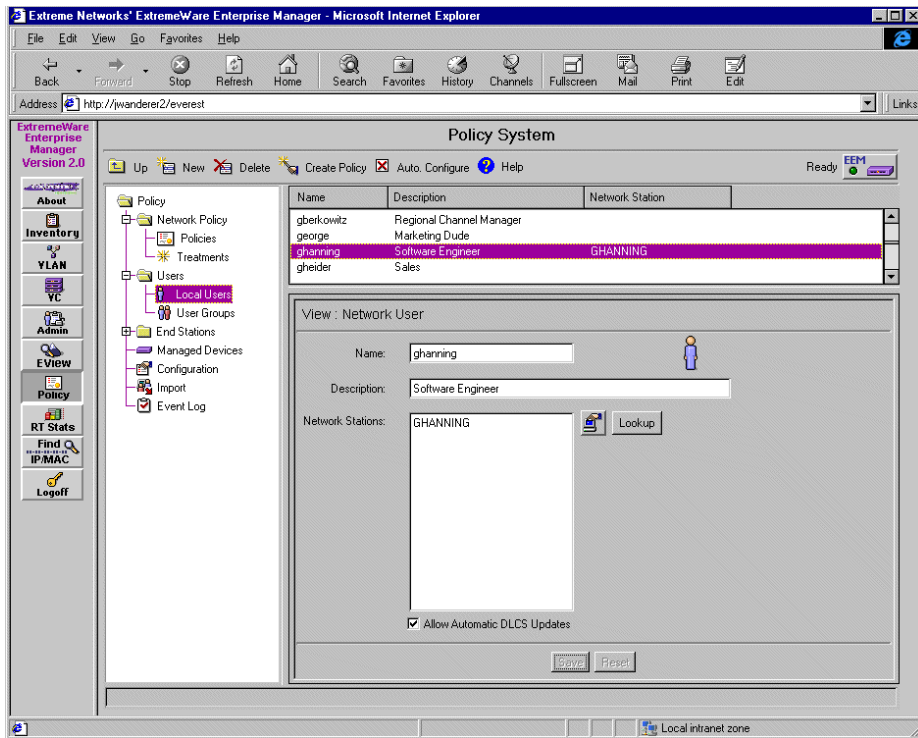 Extreme Networks' ExtremeWare Enterprise Manager - Microsoft Internet Explorer
File Edit View Go Favorites Help
Back Forward Stop Refresh Home Search Favorites History Channels Fullscreen Mail Print Edit
Address http://jwanderer2/everest Links
ExtremeWare
Enterprise
Manager
Version 2.0
About
Inventory
VLAN
VC
Admin
EView
Policy
RT Stats
Find
IP/MAC
Logoff
Policy System
Up New Delete Create Policy Auto. Configure Help Ready EEM
Policy
Network Policy
Policies
Treatments
Users
Local Users
User Groups
End Stations
Managed Devices
Configuration
Import
Event Log
Name Description Network Station
gberkowitz Regional Channel Manager
george Marketing Dude
ghanning Software Engineer GHANNING
gheider Sales
View : Network User
Name: ghanning
Description: Software Engineer
Network Stations: GHANNING Lookup
Allow Automatic DLCS Updates
Save Reset
Local intranet zone